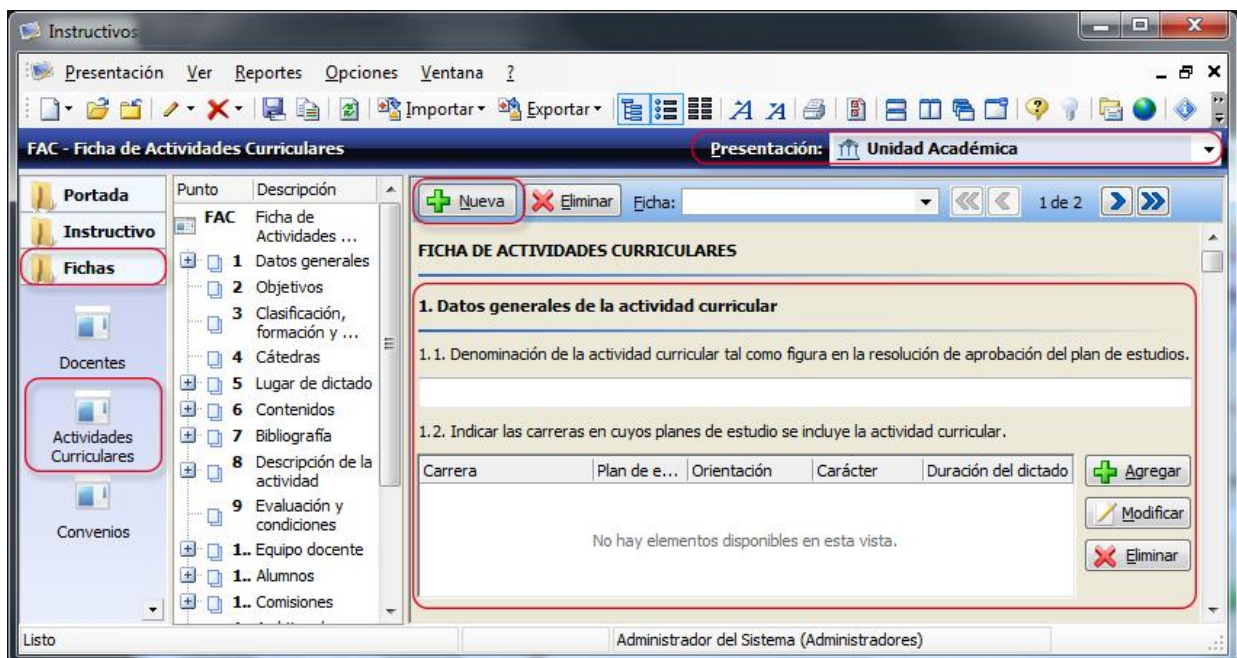 Instructivos
Presentación Ver Reportes Opciones Ventana ?
Importar Exportar
FAC - Ficha de Actividades Curriculares
Presentación: Unidad Académica
Portada
Instructivo
Fichas
Docentes
Actividades
Curriculares
Convenios
Punto Descripción
FAC Ficha de
Actividades ...
1 Datos generales
2 Objetivos
3 Clasificación,
formación y ...
4 Cátedras
5 Lugar de dictado
6 Contenidos
7 Bibliografía
8 Descripción de la
actividad
9 Evaluación y
condiciones
1.. Equipo docente
1.. Alumnos
1.. Comisiones
Nueva Eliminar Ficha: 1 de 2
FICHA DE ACTIVIDADES CURRICULARES
1. Datos generales de la actividad curricular
1.1. Denominación de la actividad curricular tal como figura en la resolución de aprobación del plan de estudios.
1.2. Indicar las carreras en cuyos planes de estudio se incluye la actividad curricular.
Carrera Plan de e... Orientación Carácter Duración del dictado
No hay elementos disponibles en esta vista.
Agregar
Modificar
Eliminar
Listo Administrador del Sistema (Administradores)